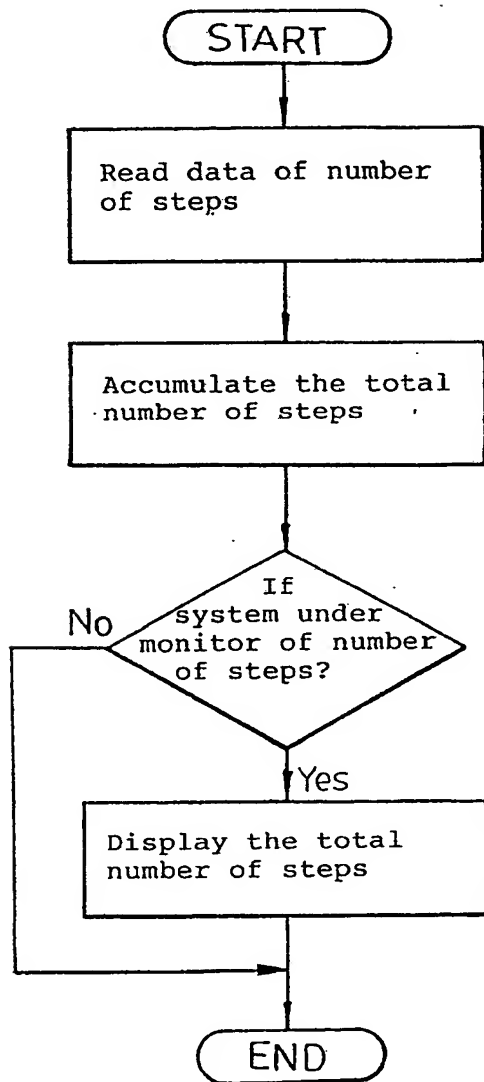 START
Read data of number
of steps
Accumulate the total
number of steps
If
system under
monitor of number
of steps?
No
Yes
Display the total
number of steps
END